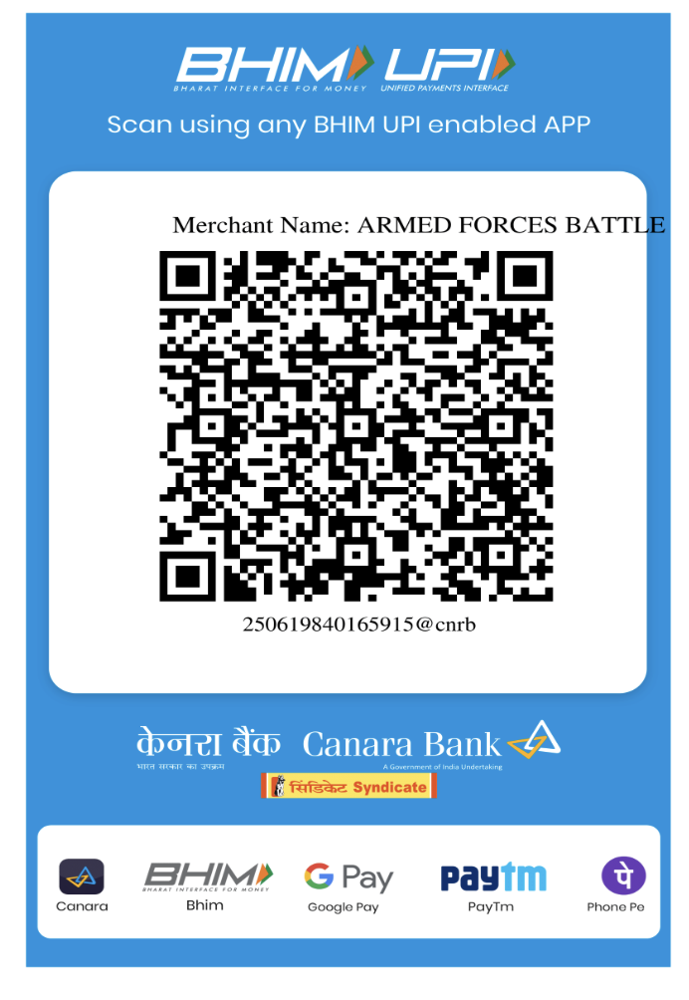 BHIM UPI
BHARAT INTERFACE FOR MONEY UNIFIED PAYMENTS INTERFACE
Scan using any BHIM UPI enabled APP
Merchant Name: ARMED FORCES BATTLE
250619840165915@cnrb
केनरा बैंक Canara Bank
भारत सरकार का उपक्रम A Government of India Undertaking
सिंडिकेट Syndicate
BHIM G Pay paytm पे
BHARAT INTERFACE FOR MONEY
Canara Bhim Google Pay PayTm Phone Pe